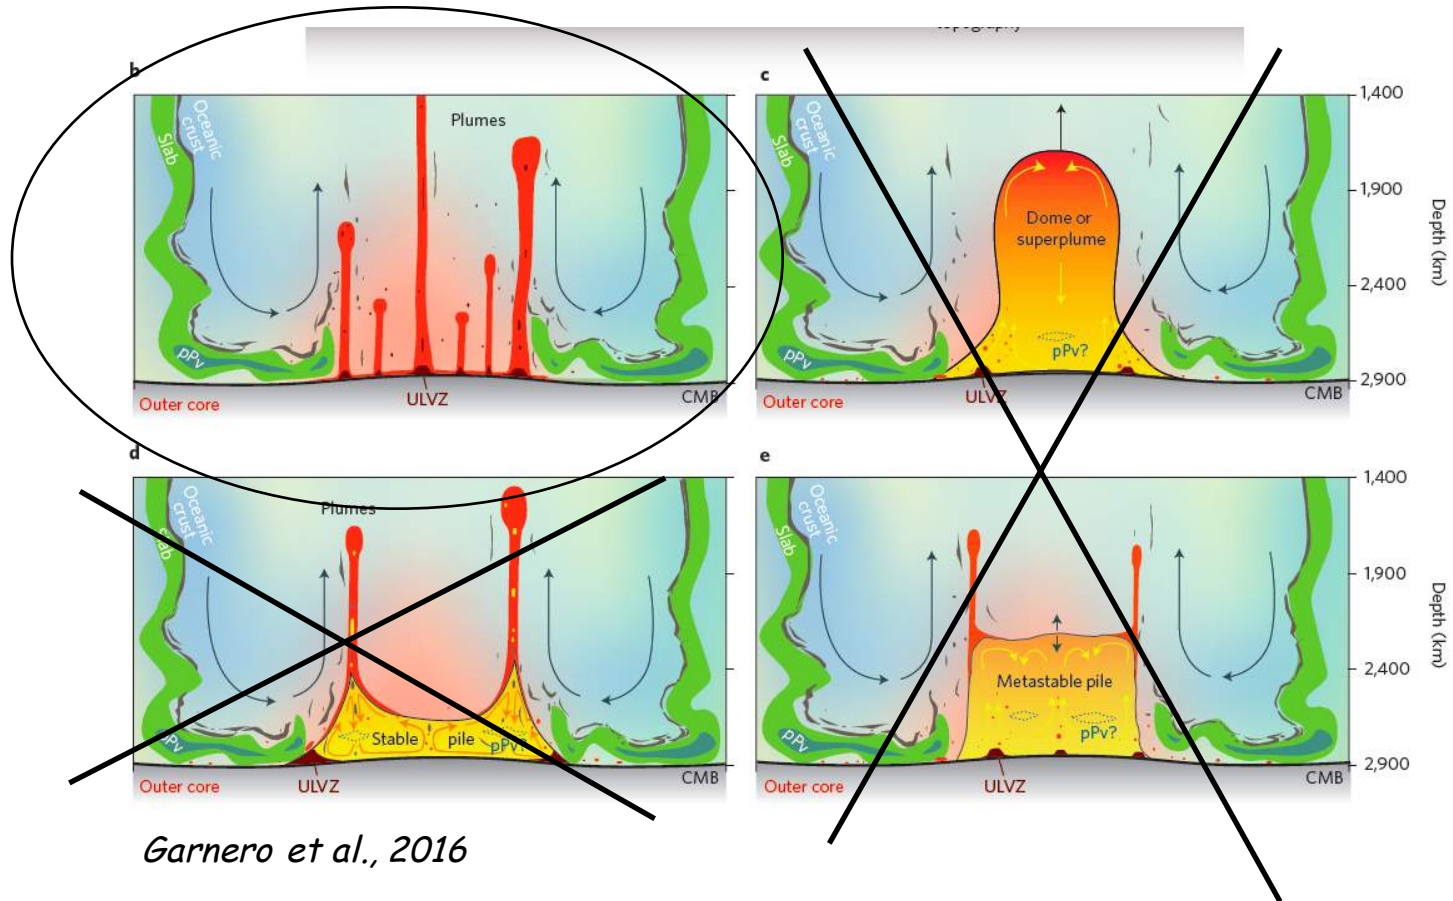 topography
b
Slab
Oceanic
crust
Plumes
pPv
Outer core
ULVZ
CMB
c
Slab
Oceanic
crust
Dome or
superplume
pPv?
pPv
Outer core
ULVZ
CMB
1,400
1,900
2,400
2,900
Depth (km)
d
Slab
Oceanic
crust
Plumes
Stable pile
pPv?
pPv
Outer core
ULVZ
CMB
e
Slab
Oceanic
crust
Metastable pile
pPv?
pPv
Outer core
ULVZ
CMB
1,400
1,900
2,400
2,900
Depth (km)
Garnero et al., 2016